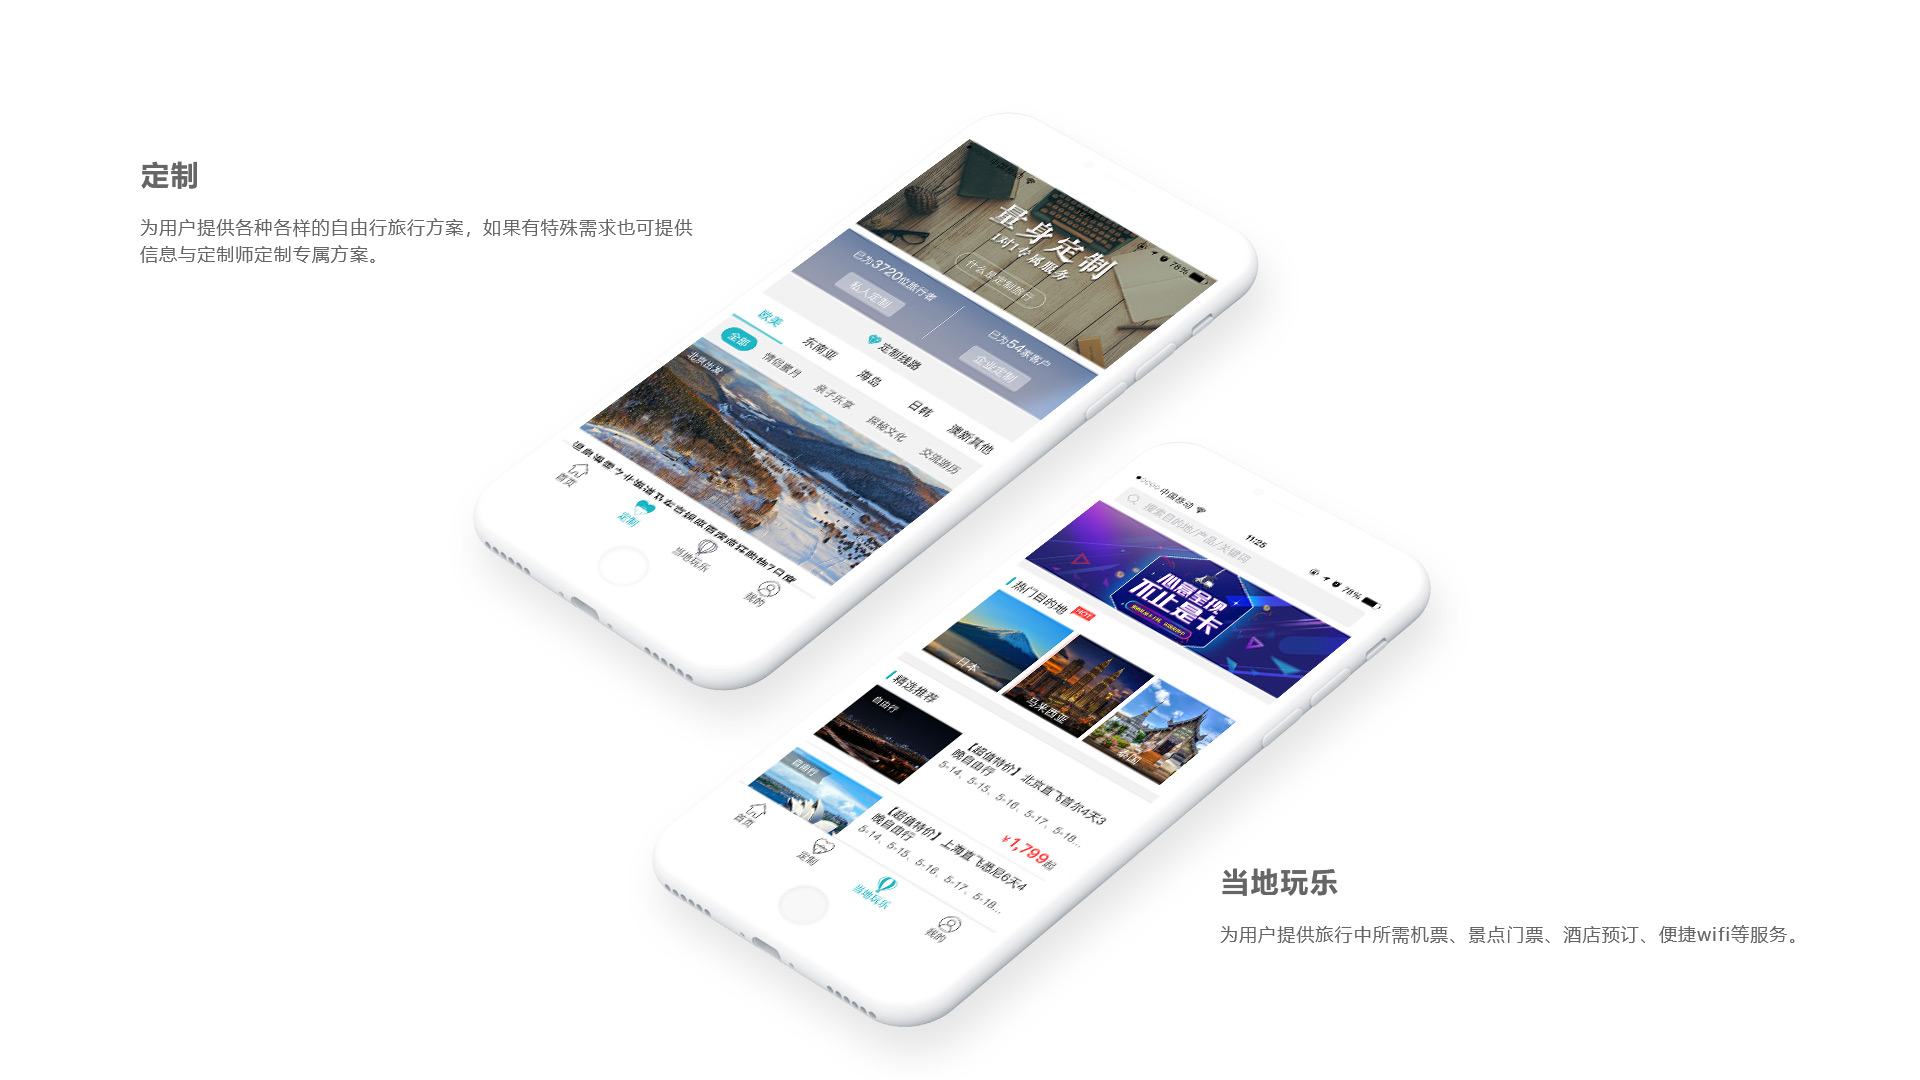 定制
为用户提供各种各样的自由行旅行方案，如果有特殊需求也可提供
信息与定制师定制专属方案。
78%
量身定制
1对1专属服务
什么是定制旅行
已为3720位旅行者
私人定制
已为54家客户
企业定制
定制线路
欧美
东南亚
海岛
日韩
澳新其他
全部
情侣蜜月
亲子乐享
探秘文化
交流游历
北京出发
首页
定制
当地玩乐
我的
中国移动
11:25
78%
搜索目的地/产品/关键词
心意呈现
不止是卡
热门目的地
HOT
日本
马来西亚
泰国
精选推荐
自由行
【超值特价】北京直飞首尔4天3
晚自由行
5-14、5-15、5-16、5-17、5-18...
¥1,799起
自由行
【超值特价】上海直飞悉尼6天4
晚自由行
5-14、5-15、5-16、5-17、5-18...
首页
定制
当地玩乐
我的
当地玩乐
为用户提供旅行中所需机票、景点门票、酒店预订、便捷wifi等服务。